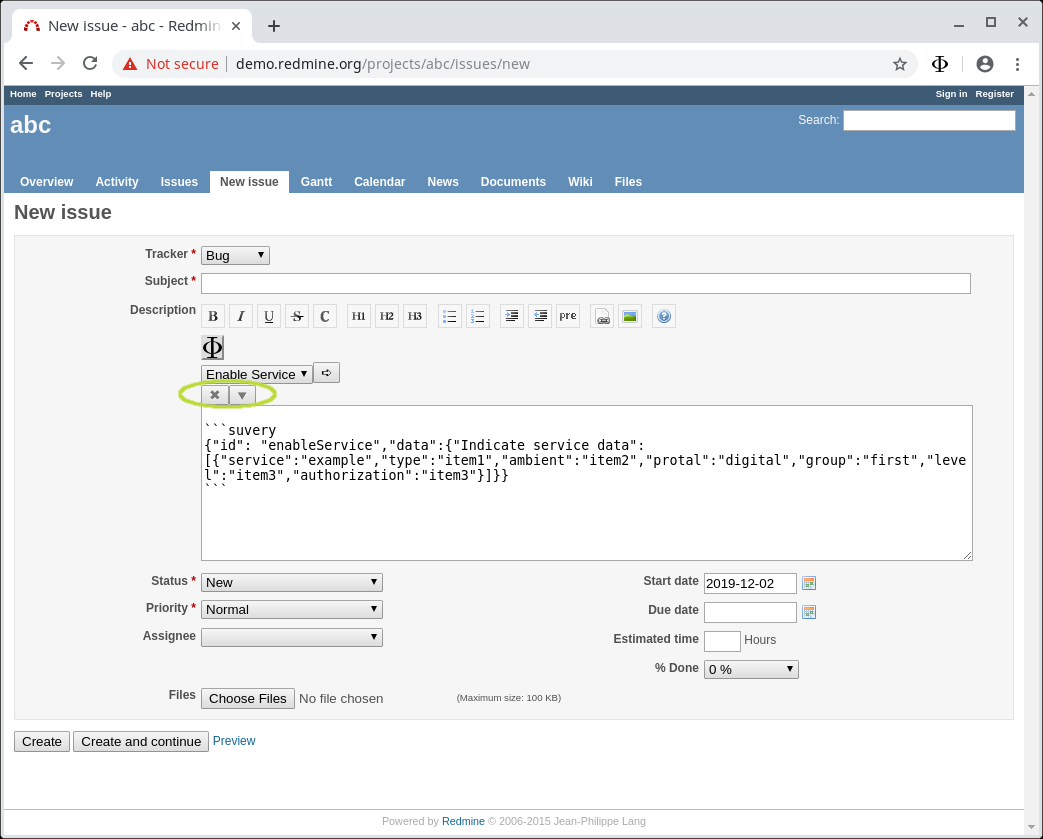 New issue - abc - Redmin
Not secure | demo.redmine.org/projects/abc/issues/new
Home Projects Help Sign in Register
abc
Search:
Overview Activity Issues New issue Gantt Calendar News Documents Wiki Files
New issue
Tracker * Bug
Subject *
Description B I U S C H1 H2 H3 pre
Φ
Enable Service
```suvery
{"id": "enableService","data":{"Indicate service data":
[{"service":"example","type":"item1","ambient":"item2","protal":"digital","group":"first","leve
l":"item3","authorization":"item3"}]}}
```
Status * New Start date 2019-12-02
Priority * Normal Due date
Assignee Estimated time Hours
% Done 0 %
Files Choose Files No file chosen (Maximum size: 100 KB)
Create Create and continue Preview
Powered by Redmine © 2006-2015 Jean-Philippe Lang